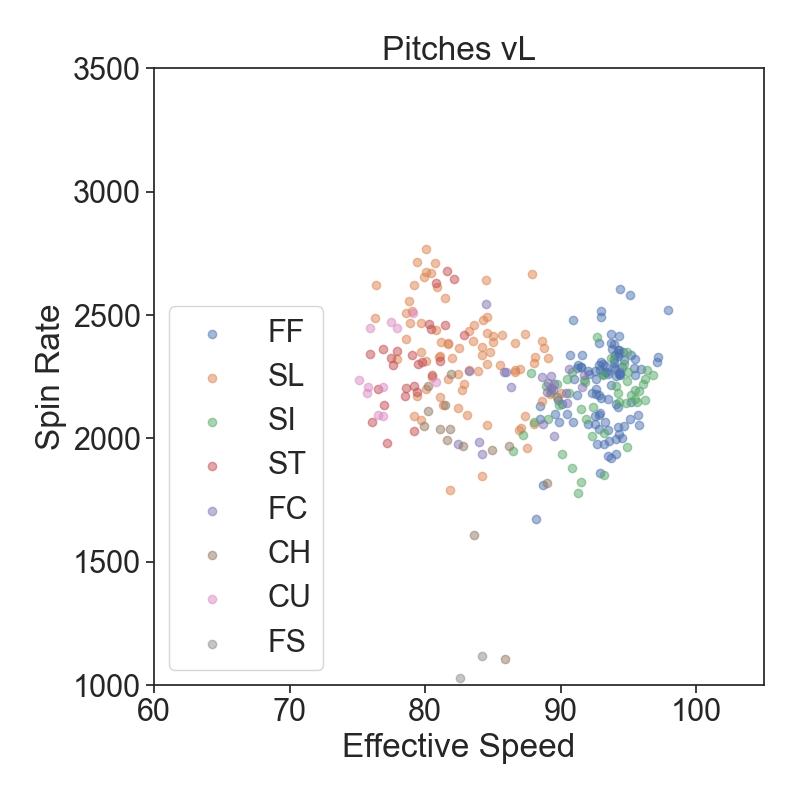 Pitches vL
3500
3000
2500
2000
1500
1000
Spin Rate
FF
SL
SI
ST
FC
CH
CU
FS
60 70 80 90 100
Effective Speed